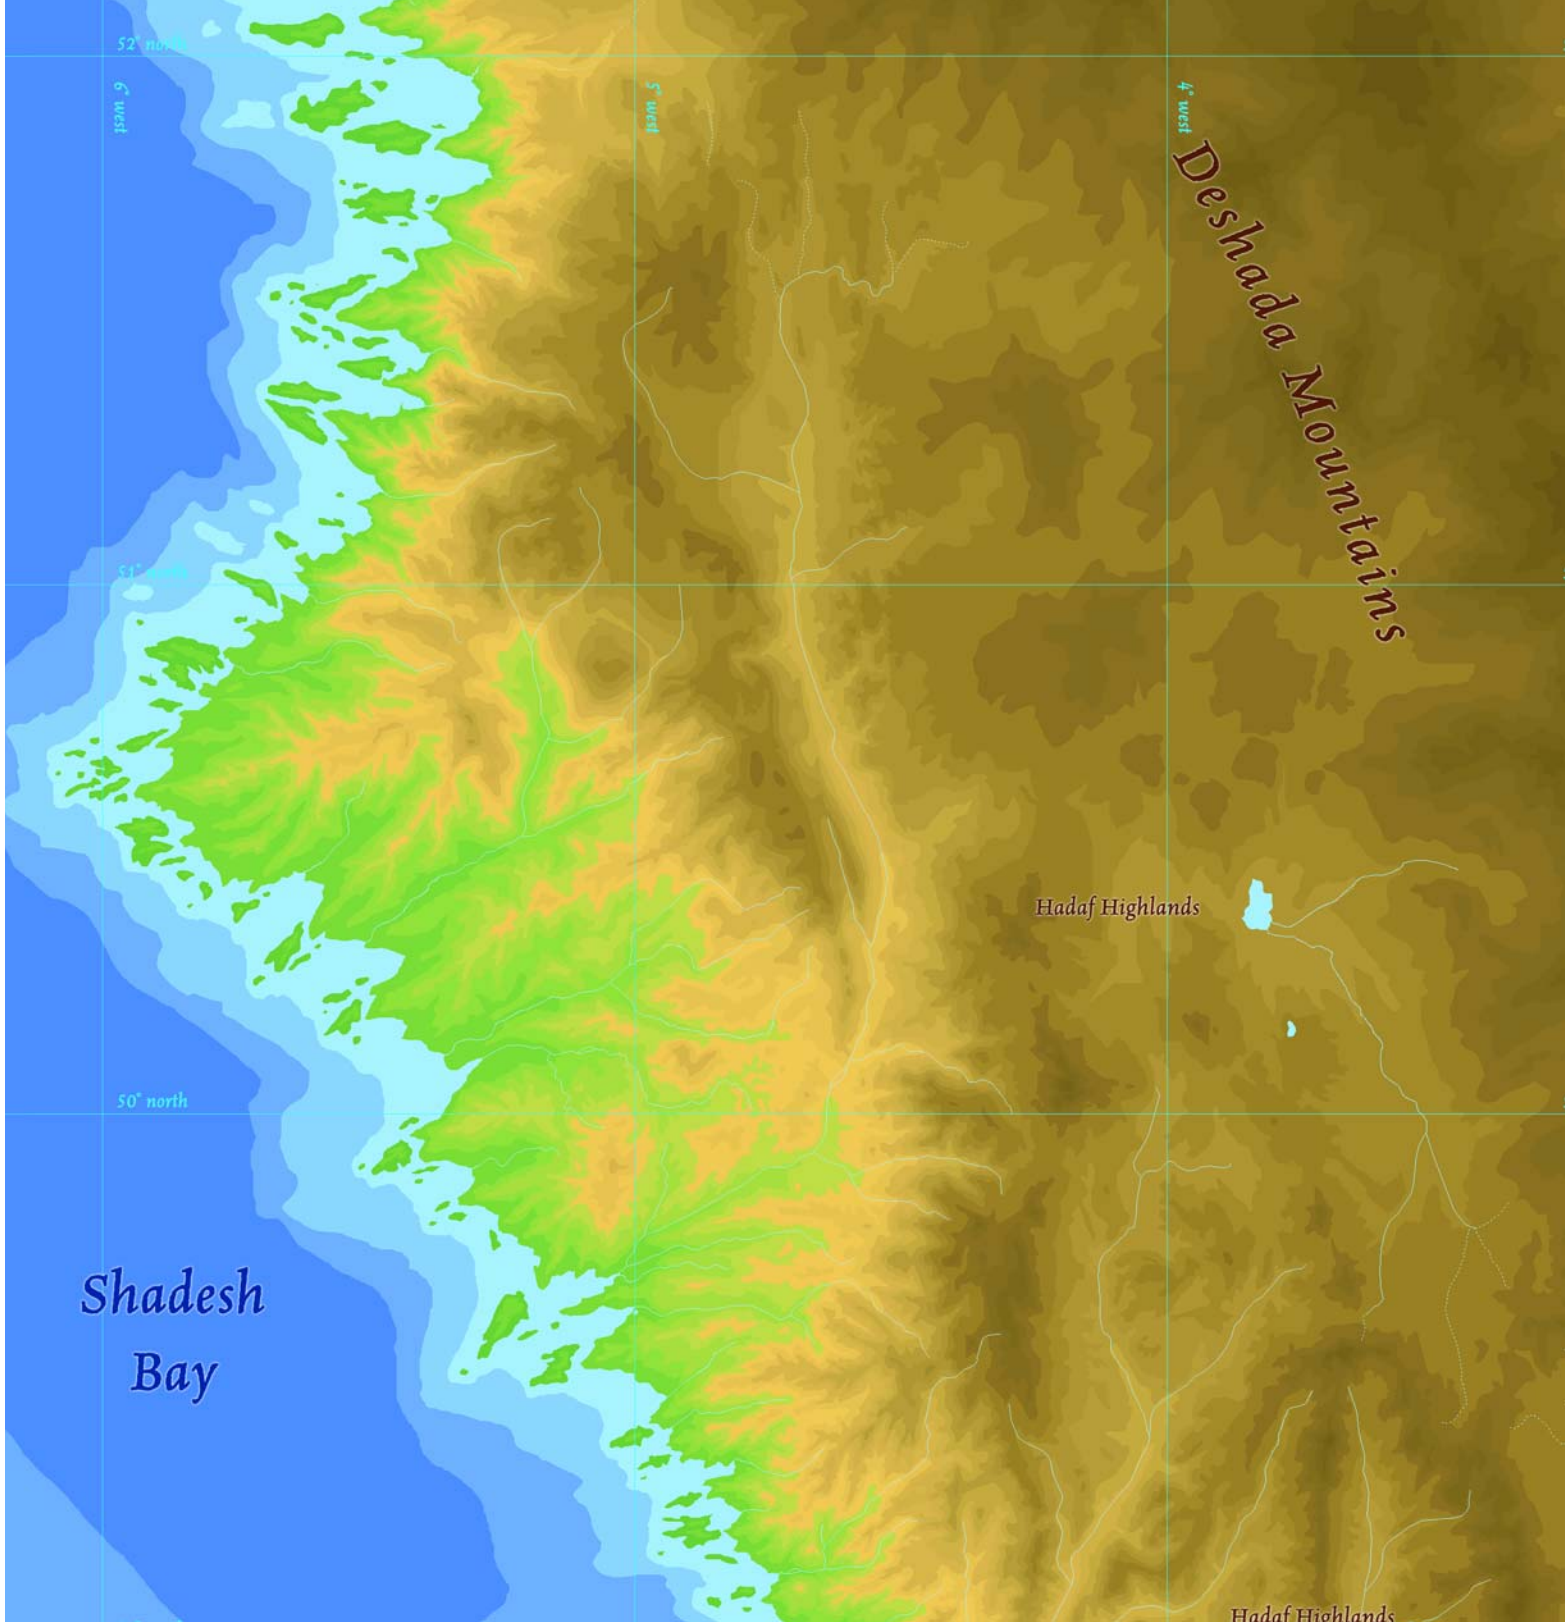 52° north
6° west
5° west
4° west
Deshada Mountains
51° north
Hadaf Highlands
50° north
Shadesh
Bay
Hadaf Highlands